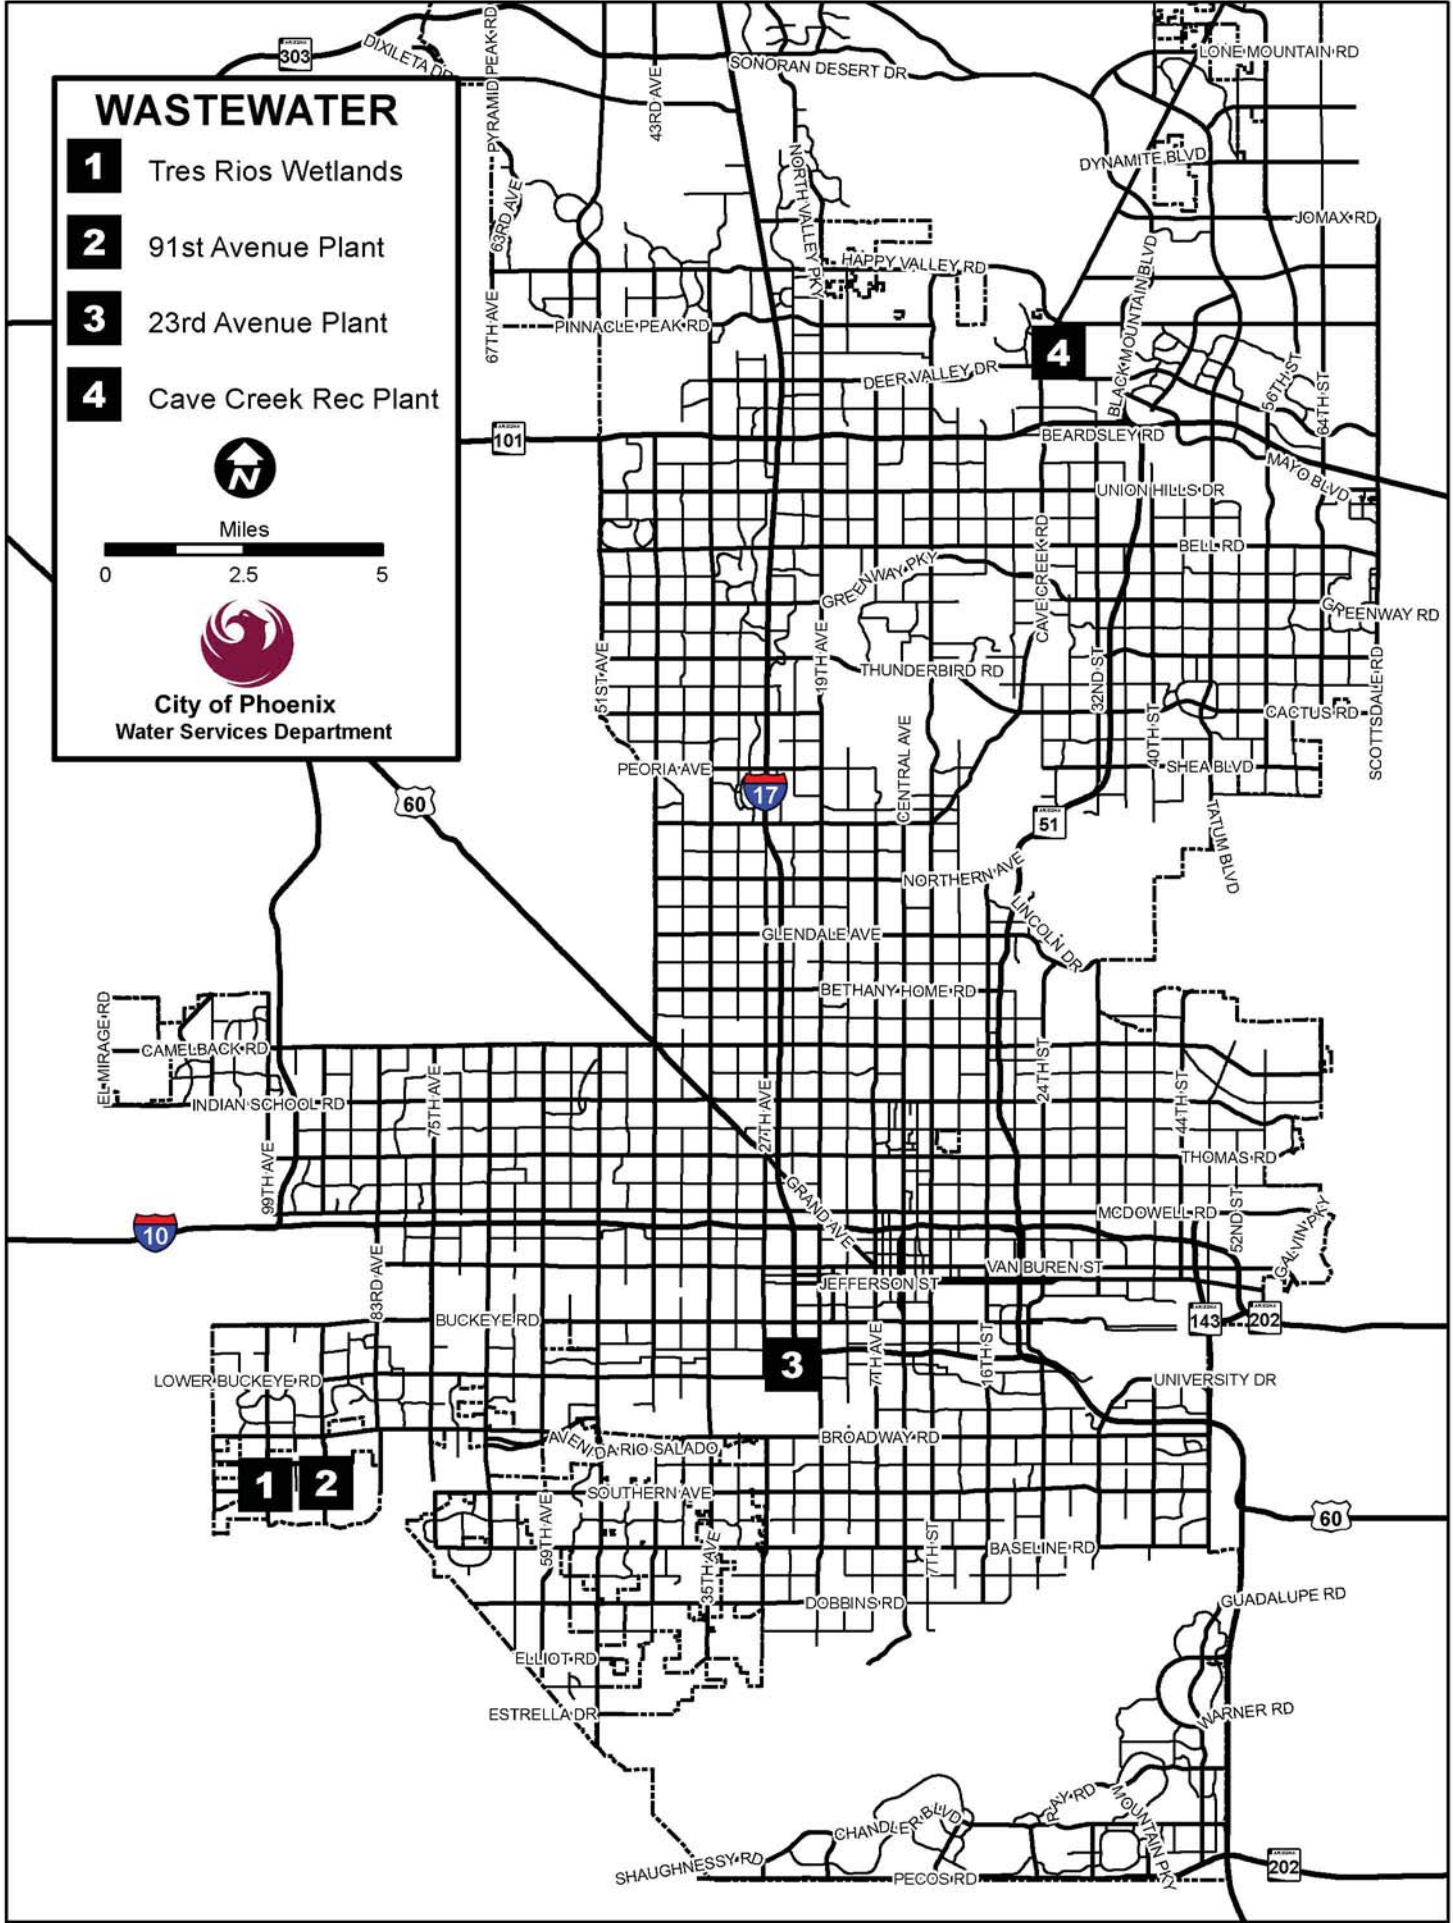 303
DIXILETA DR
PYRAMID PEAK RD
43RD AVE
SONORAN DESERT DR
LONE MOUNTAIN RD
WASTEWATER
1 Tres Rios Wetlands
2 91st Avenue Plant
3 23rd Avenue Plant
4 Cave Creek Rec Plant
N
Miles
0 2.5 5
City of Phoenix
Water Services Department
DYNAMITE BLVD
NORTH VALLEY PKY
63RD AVE
JOMAX RD
HAPPY VALLEY RD
BLACK MOUNTAIN BLVD
67TH AVE
PINNACLE PEAK RD
4
DEER VALLEY DR
56TH ST
64TH ST
ARIZONA
101
BEARDSLEY RD
MAYO BLVD
UNION HILLS DR
CAVE CREEK RD
BELL RD
GREENWAY PKY
GREENWAY RD
51ST AVE
19TH AVE
THUNDERBIRD RD
32ND ST
SCOTTSDALE RD
CACTUS RD
40TH ST
CENTRAL AVE
PEORIA AVE
SHEA BLVD
17
60
ARIZONA
51
TATUM BLVD
NORTHERN AVE
LINCOLN DR
GLENDALE AVE
BETHANY HOME RD
EL MIRAGE RD
CAMELBACK RD
24TH ST
INDIAN SCHOOL RD
75TH AVE
27TH AVE
44TH ST
99TH AVE
THOMAS RD
GRAND AVE
MCDOWELL RD
52ND ST
GALVIN PKY
10
83RD AVE
VAN BUREN ST
JEFFERSON ST
BUCKEYE RD
143
202
7TH AVE
16TH ST
3
LOWER BUCKEYE RD
UNIVERSITY DR
AVENIDA RIO SALADO
BROADWAY RD
1
2
SOUTHERN AVE
60
59TH AVE
35TH AVE
7TH ST
BASELINE RD
DOBBINS RD
GUADALUPE RD
ELLIOT RD
ESTRELLA DR
WARNER RD
RAY RD
MOUNTAIN PKY
CHANDLER BLVD
SHAUGHNESSY RD
PECOS RD
202